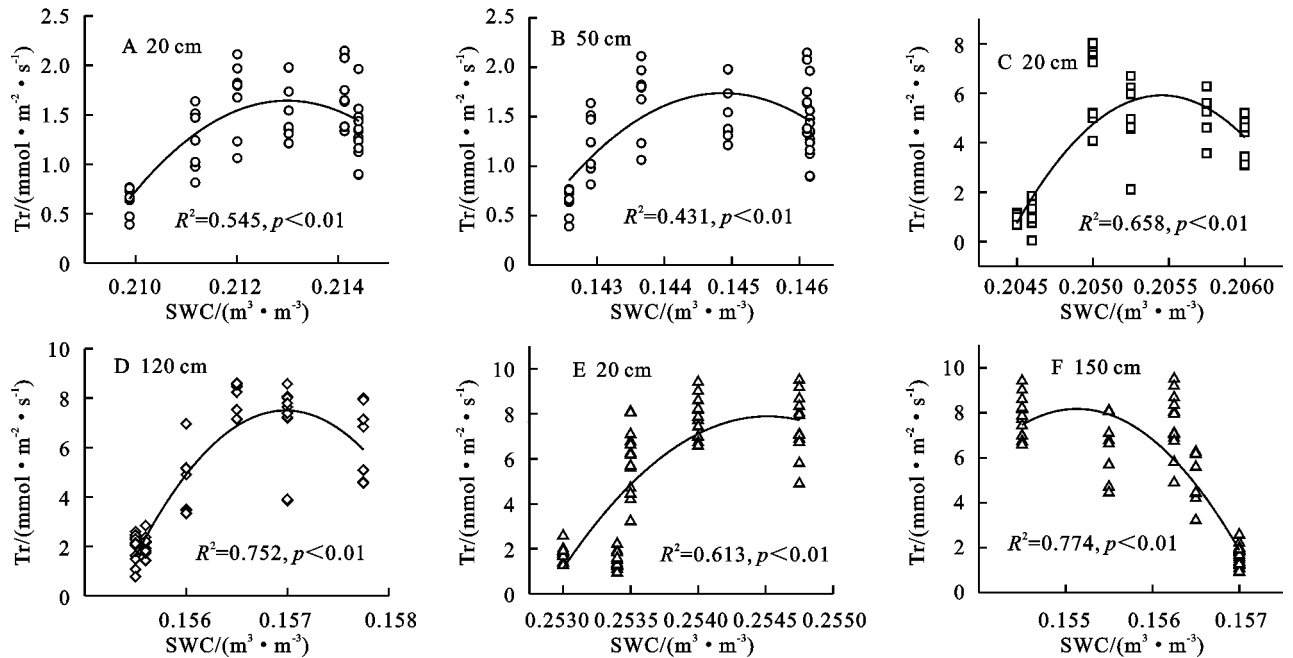 2.5
2.0
1.5
1.0
0.5
0
Tr/(mmol·m⁻²·s⁻¹)
A 20 cm
R²=0.545, p<0.01
0.210 0.212 0.214
SWC/(m³·m⁻³)
2.5
2.0
1.5
1.0
0.5
0
Tr/(mmol·m⁻²·s⁻¹)
B 50 cm
R²=0.431, p<0.01
0.143 0.144 0.145 0.146
SWC/(m³·m⁻³)
8
6
4
2
0
Tr/(mmol·m⁻²·s⁻¹)
C 20 cm
R²=0.658, p<0.01
0.2045 0.2050 0.2055 0.2060
SWC/(m³·m⁻³)
10
8
6
4
2
0
Tr/(mmol·m⁻²·s⁻¹)
D 120 cm
R²=0.752, p<0.01
0.156 0.157 0.158
SWC/(m³·m⁻³)
10
8
6
4
2
0
Tr/(mmol·m⁻²·s⁻¹)
E 20 cm
R²=0.613, p<0.01
0.2530 0.2535 0.2540 0.2545 0.2550
SWC/(m³·m⁻³)
10
8
6
4
2
0
Tr/(mmol·m⁻²·s⁻¹)
F 150 cm
R²=0.774, p<0.01
0.155 0.156 0.157
SWC/(m³·m⁻³)